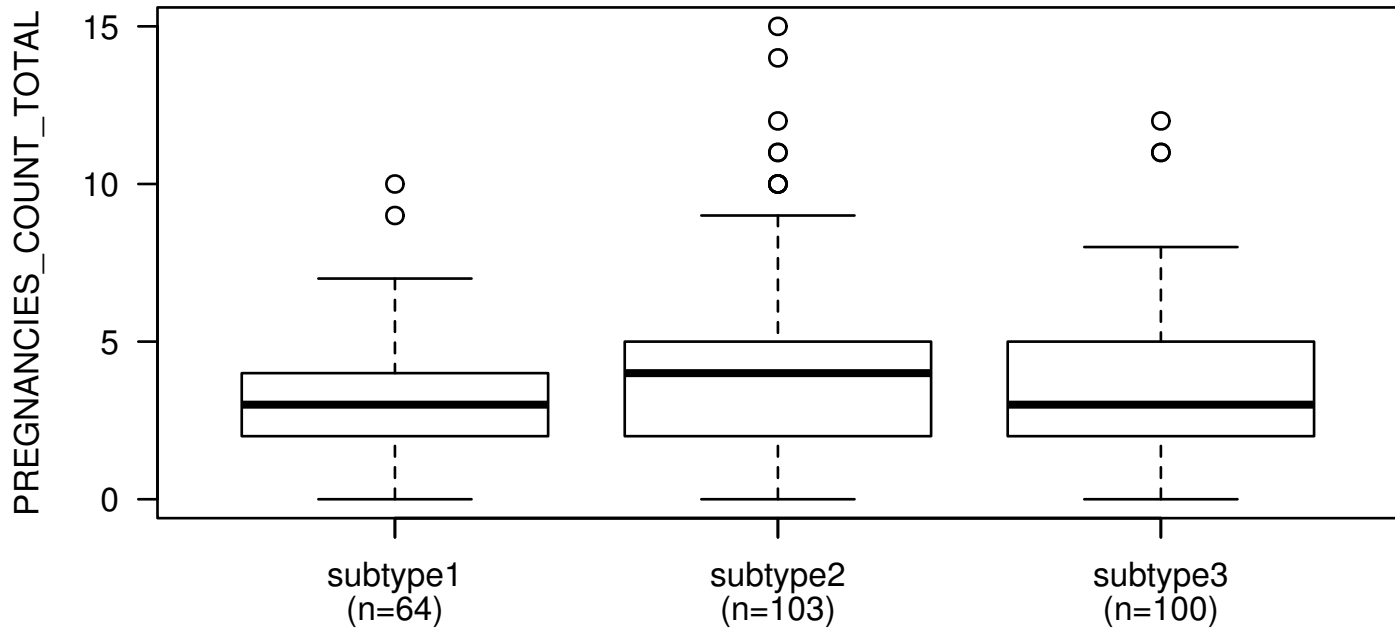 PREGNANCIES_COUNT_TOTAL
15
10
5
0
subtype1
(n=64)
subtype2
(n=103)
subtype3
(n=100)